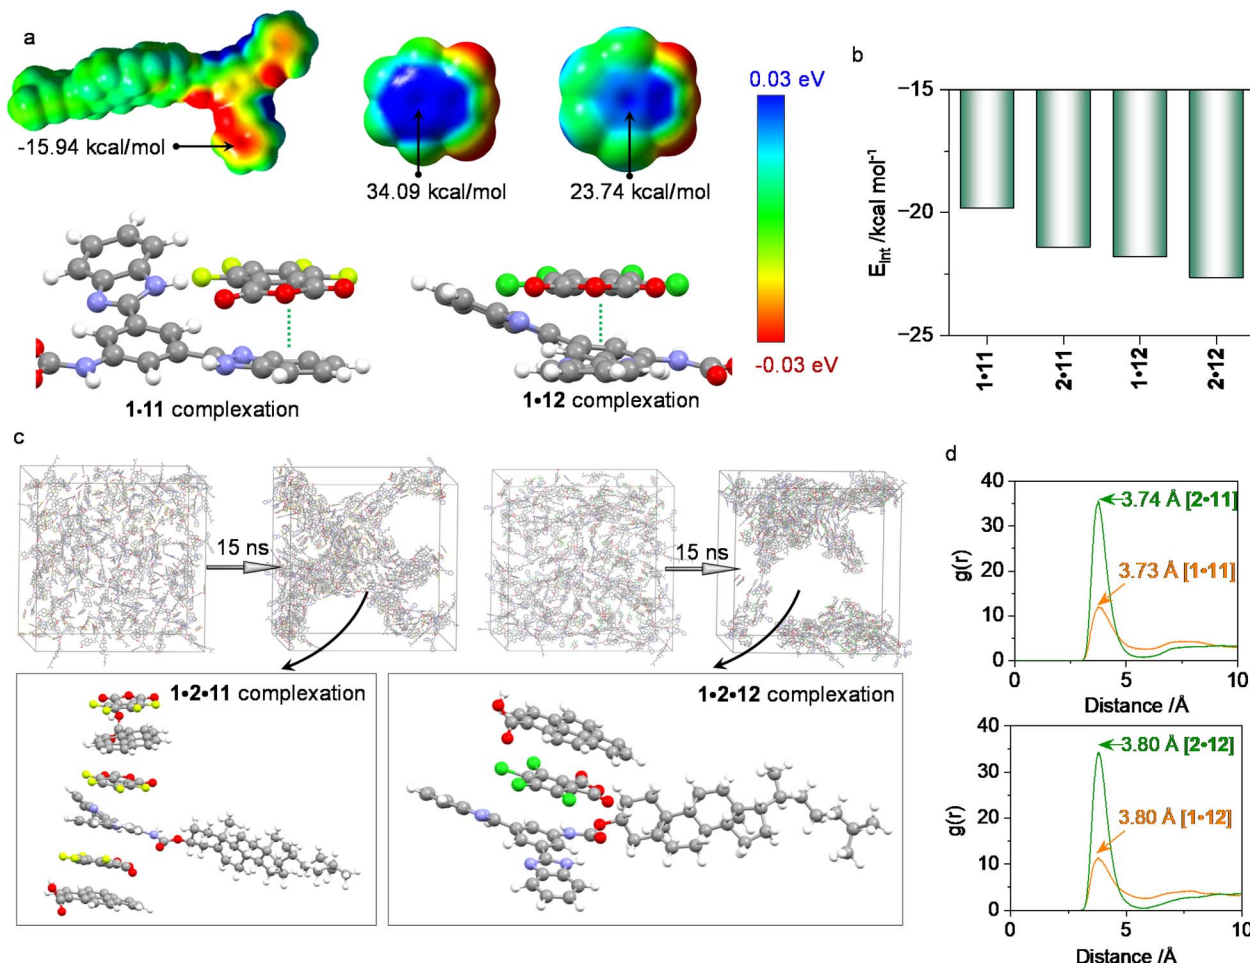 a
-15.94 kcal/mol
34.09 kcal/mol
23.74 kcal/mol
0.03 eV
-0.03 eV
1•11 complexation
1•12 complexation
b
−15
−20
−25
E_Int /kcal mol⁻¹
1•11
2•11
1•12
2•12
c
15 ns
15 ns
1•2•11 complexation
1•2•12 complexation
d
40
30
20
10
0
g(r)
3.74 Å [2•11]
3.73 Å [1•11]
0
5
10
Distance /Å
40
30
20
10
0
g(r)
3.80 Å [2•12]
3.80 Å [1•12]
0
5
10
Distance /Å